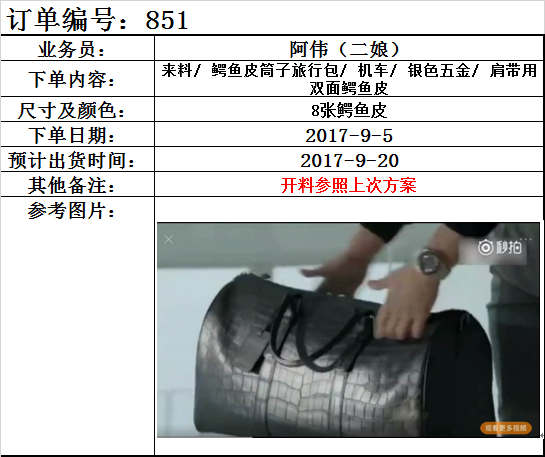 订单编号: 851
业务员:
阿伟（二娘）
下单内容:
来料/ 鳄鱼皮筒子旅行包/ 机车/ 银色五金/ 肩带用
双面鳄鱼皮
尺寸及颜色:
8张鳄鱼皮
下单日期:
2017-9-5
预计出货时间:
2017-9-20
其他备注:
开料参照上次方案
参考图片:
秒拍
观看更多视频